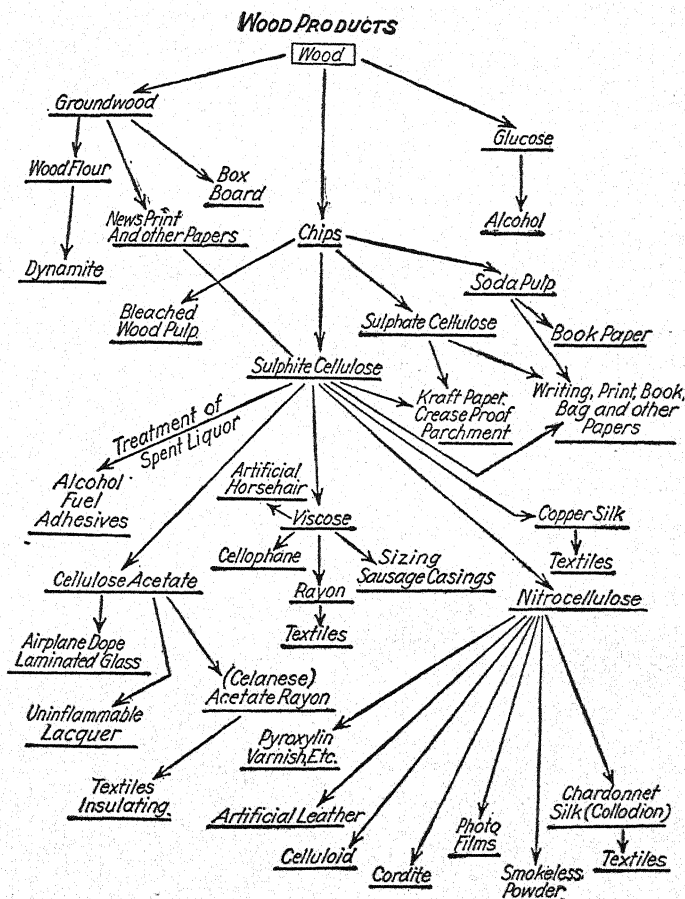 WOOD PRODUCTS
Wood
Groundwood
Glucose
Wood Flour
Box
Board
News Print
And other Papers
Alcohol
Chips
Dynamite
Soda Pulp
Bleached
Wood Pulp
Sulphate Cellulose
Book Paper
Sulphite Cellulose
Kraft Paper,
Crease Proof
Parchment
Writing, Print, Book,
Bag and other
Papers
Treatment of
Spent Liquor
Alcohol
Fuel
Adhesives
Artificial
Horsehair
Viscose
Copper Silk
Cellophane
Sizing
Sausage Casings
Textiles
Cellulose Acetate
Rayon
Nitrocellulose
Textiles
Airplane Dope
Laminated Glass
(Celanese)
Acetate Rayon
Uninflammable
Lacquer
Pyroxylin
Varnish, Etc.
Textiles
Insulating
Artificial Leather
Celluloid
Cordite
Photo
Films
Smokeless
Powder
Chardonnet
Silk (Collodion)
Textiles